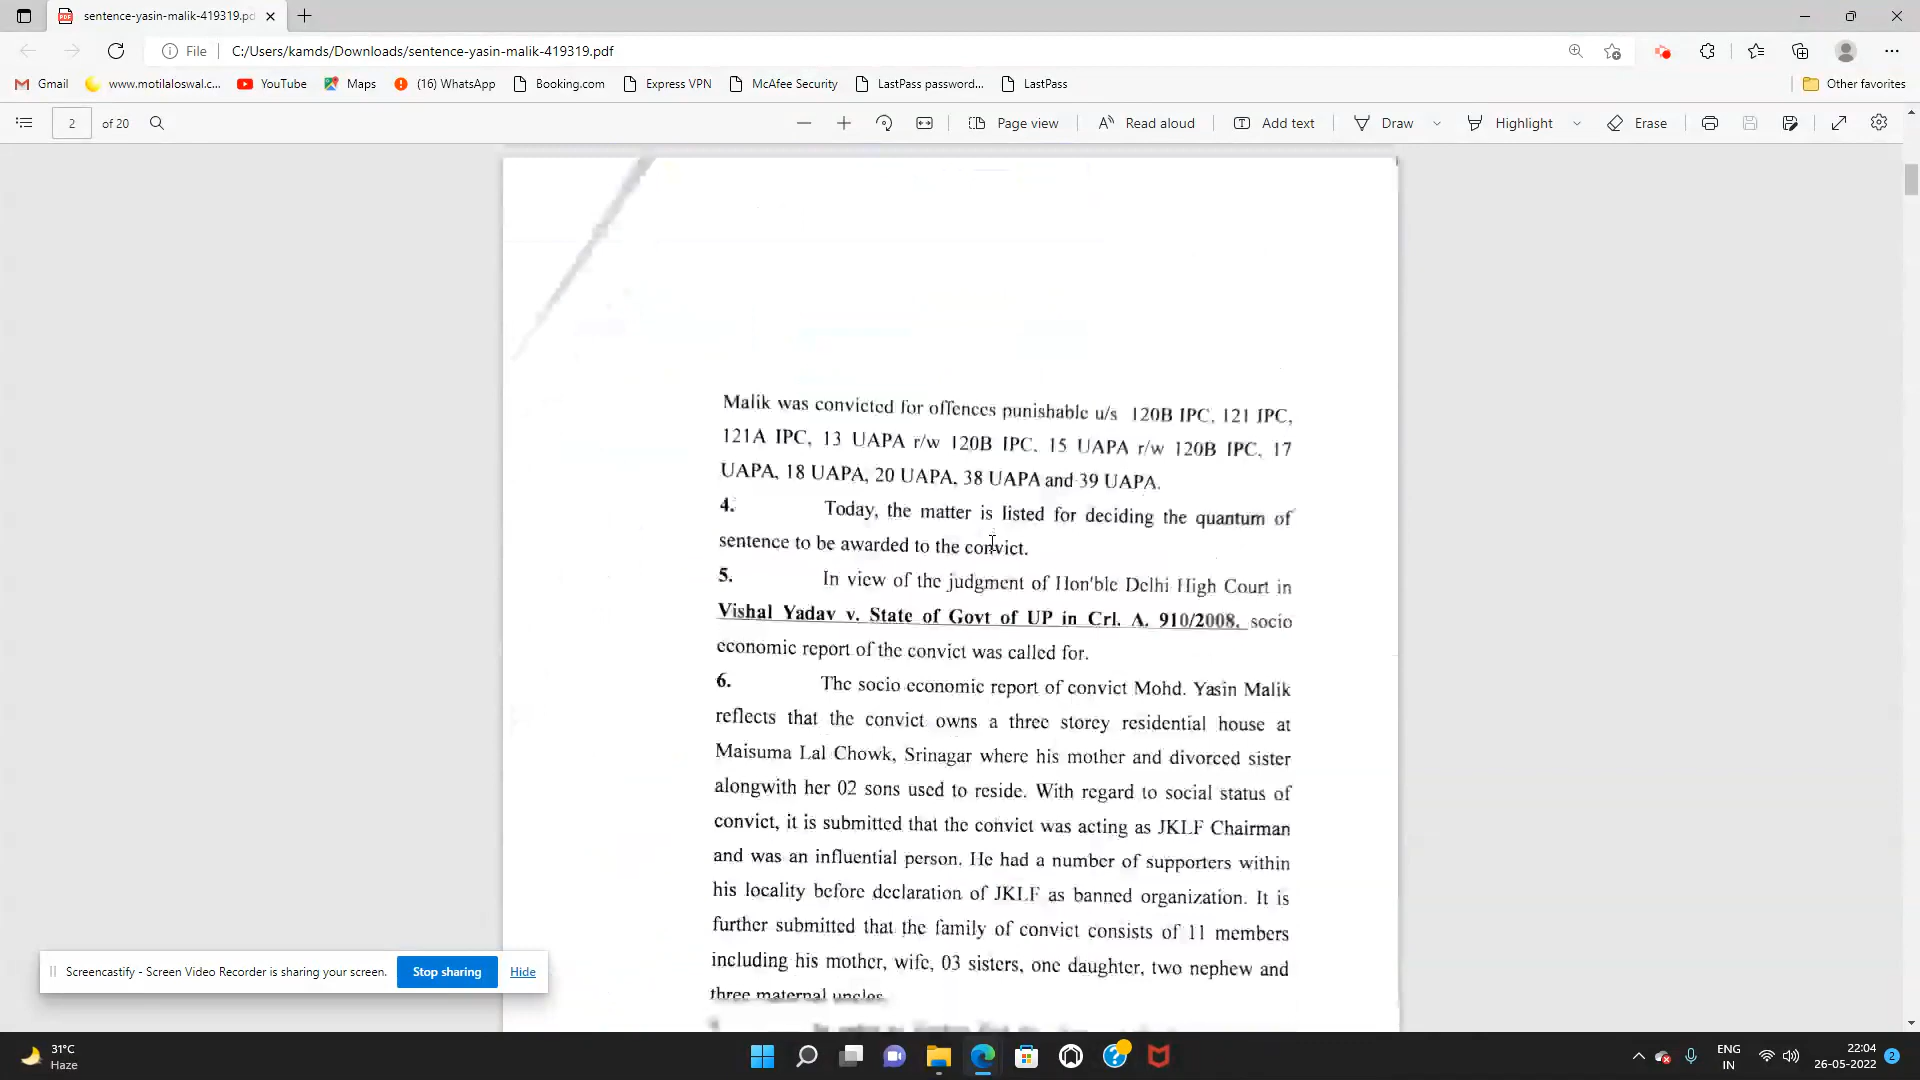 sentence-yasin-malik-419319.pd
File
C:/Users/kamds/Downloads/sentence-yasin-malik-419319.pdf
Gmail
www.motilaloswal.c...
YouTube
Maps
(16) WhatsApp
Booking.com
Express VPN
McAfee Security
LastPass password...
LastPass
Other favorites
2 of 20
Page view
Read aloud
Add text
Draw
Highlight
Erase
Malik was convicted for offences punishable u/s 120B IPC, 121 IPC,
121A IPC, 13 UAPA r/w 120B IPC, 15 UAPA r/w 120B IPC, 17
UAPA, 18 UAPA, 20 UAPA, 38 UAPA and 39 UAPA.
4. Today, the matter is listed for deciding the quantum of
sentence to be awarded to the convict.
5. In view of the judgment of Hon'ble Delhi High Court in
Vishal Yadav v. State of Govt of UP in Crl. A. 910/2008, socio
economic report of the convict was called for.
6. The socio economic report of convict Mohd. Yasin Malik
reflects that the convict owns a three storey residential house at
Maisuma Lal Chowk, Srinagar where his mother and divorced sister
alongwith her 02 sons used to reside. With regard to social status of
convict, it is submitted that the convict was acting as JKLF Chairman
and was an influential person. He had a number of supporters within
his locality before declaration of JKLF as banned organization. It is
further submitted that the family of convict consists of 11 members
including his mother, wife, 03 sisters, one daughter, two nephew and
three maternal uncles
Screencastify - Screen Video Recorder is sharing your screen.
Stop sharing
Hide
31°C
Haze
ENG
IN
22:04
26-05-2022
2